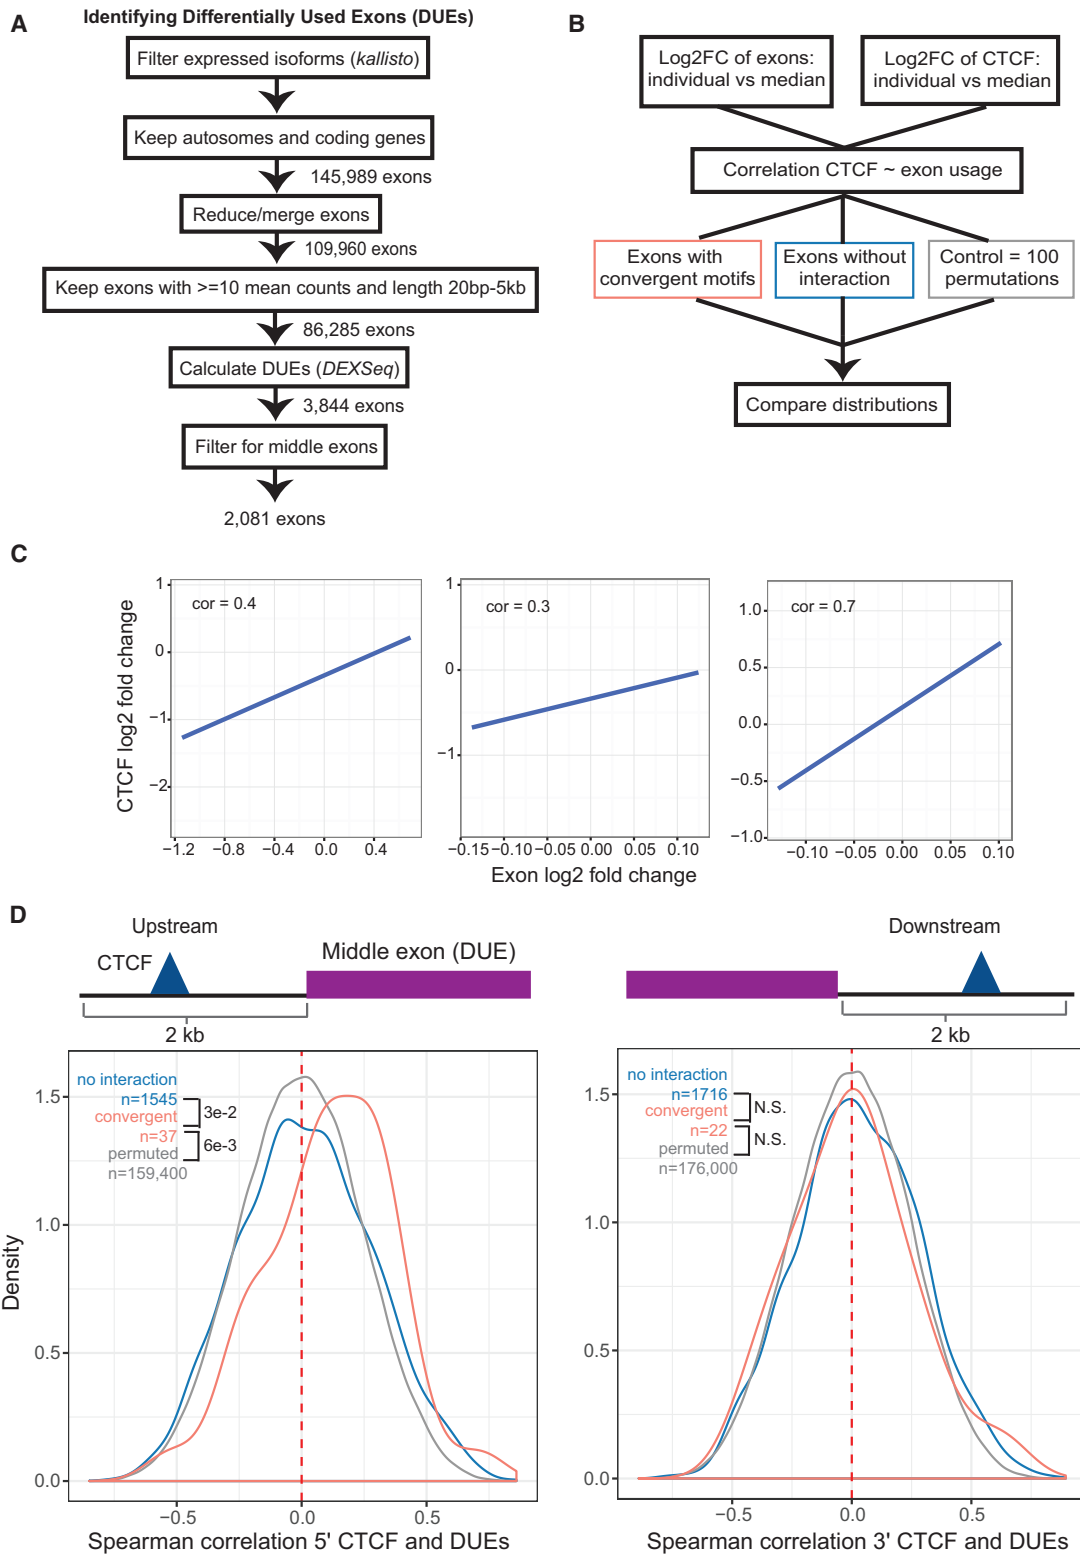 A
Identifying Differentially Used Exons (DUEs)
Filter expressed isoforms (kallisto)
Keep autosomes and coding genes
145,989 exons
Reduce/merge exons
109,960 exons
Keep exons with >=10 mean counts and length 20bp-5kb
86,285 exons
Calculate DUEs (DEXSeq)
3,844 exons
Filter for middle exons
2,081 exons
B
Log2FC of exons:
individual vs median
Log2FC of CTCF:
individual vs median
Correlation CTCF ~ exon usage
Exons with
convergent motifs
Exons without
interaction
Control = 100
permutations
Compare distributions
C
CTCF log2 fold change
1
0
−1
−2
cor = 0.4
−1.2 −0.8 −0.4 0.0 0.4
1
0
−1
cor = 0.3
−0.15 −0.10 −0.05 0.00 0.05 0.10
1.0
0.5
0.0
−0.5
−1.0
cor = 0.7
−0.10 −0.05 0.00 0.05 0.10
Exon log2 fold change
D
Upstream
CTCF
Middle exon (DUE)
2 kb
Downstream
2 kb
Density
1.5
1.0
0.5
0.0
no interaction
n=1545
convergent
n=37
permuted
n=159,400
3e-2
6e-3
−0.5 0.0 0.5
Spearman correlation 5' CTCF and DUEs
1.5
1.0
0.5
0.0
no interaction
n=1716
convergent
n=22
permuted
n=176,000
N.S.
N.S.
−0.5 0.0 0.5
Spearman correlation 3' CTCF and DUEs